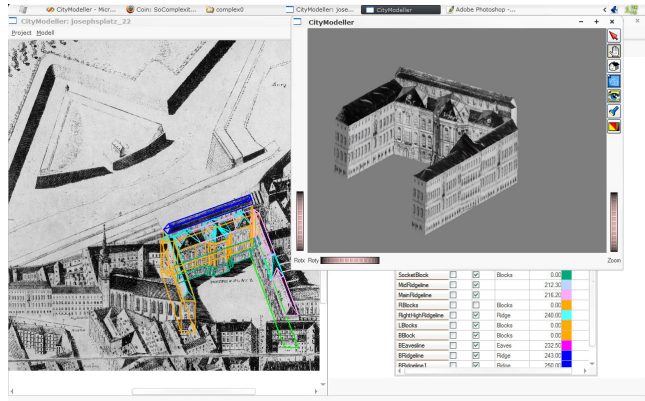 CityModeller - Micr...
Coin: SoComplexit...
complex0
CityModeller: jose...
CityModeller
Adobe Photoshop -...
CityModeller: josephsplatz_22
Project Modell
CityModeller
Rotx Roty
Zoom
SocketBlock Blocks 0.00
MidRidgeline 212.30
MainRidgeline 216.20
RBlocks Blocks 0.00
RightHighRidgeline Ridge 240.00
LBlocks Blocks 0.00
BBlock Blocks 0.00
BEavesline Eaves 232.50
BRidgeline Ridge 243.00
BRidgeline1 Ridge 250.00